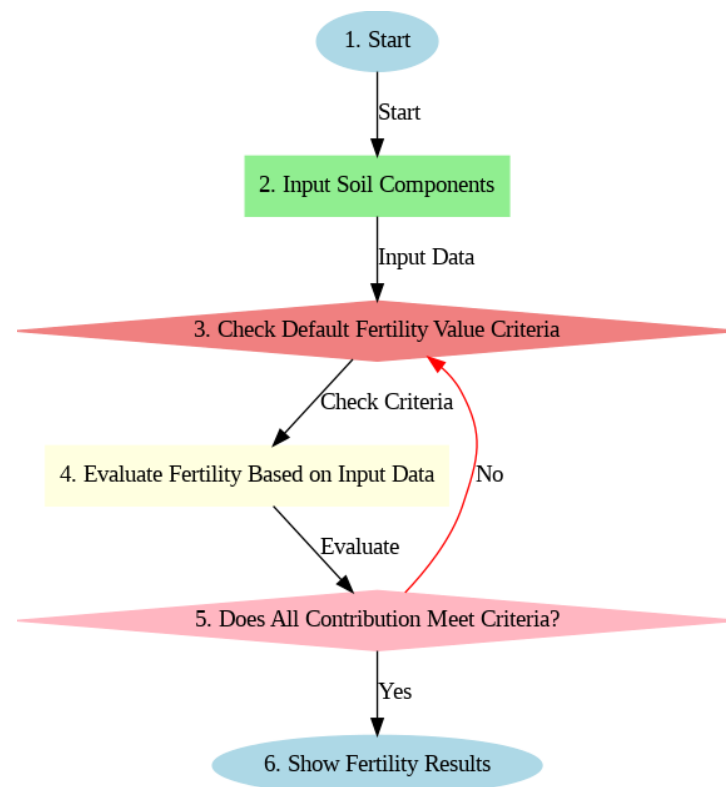 1. Start
Start
2. Input Soil Components
Input Data
3. Check Default Fertility Value Criteria
Check Criteria
4. Evaluate Fertility Based on Input Data
No
Evaluate
5. Does All Contribution Meet Criteria?
Yes
6. Show Fertility Results